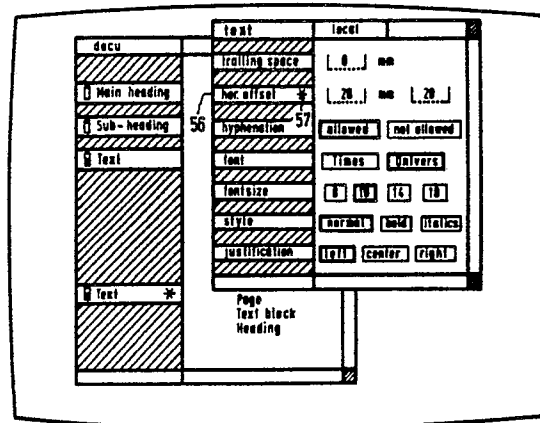 text local
docu
trailing space 0 mm
Main heading
hor. offset * 20 mm 20
56 57
Sub-heading
hyphenation allowed not allowed
Text
font Times Univers
fontsize 8 10 14 18
style normal bold italics
justification left center right
Text *
Page
Text block
Heading